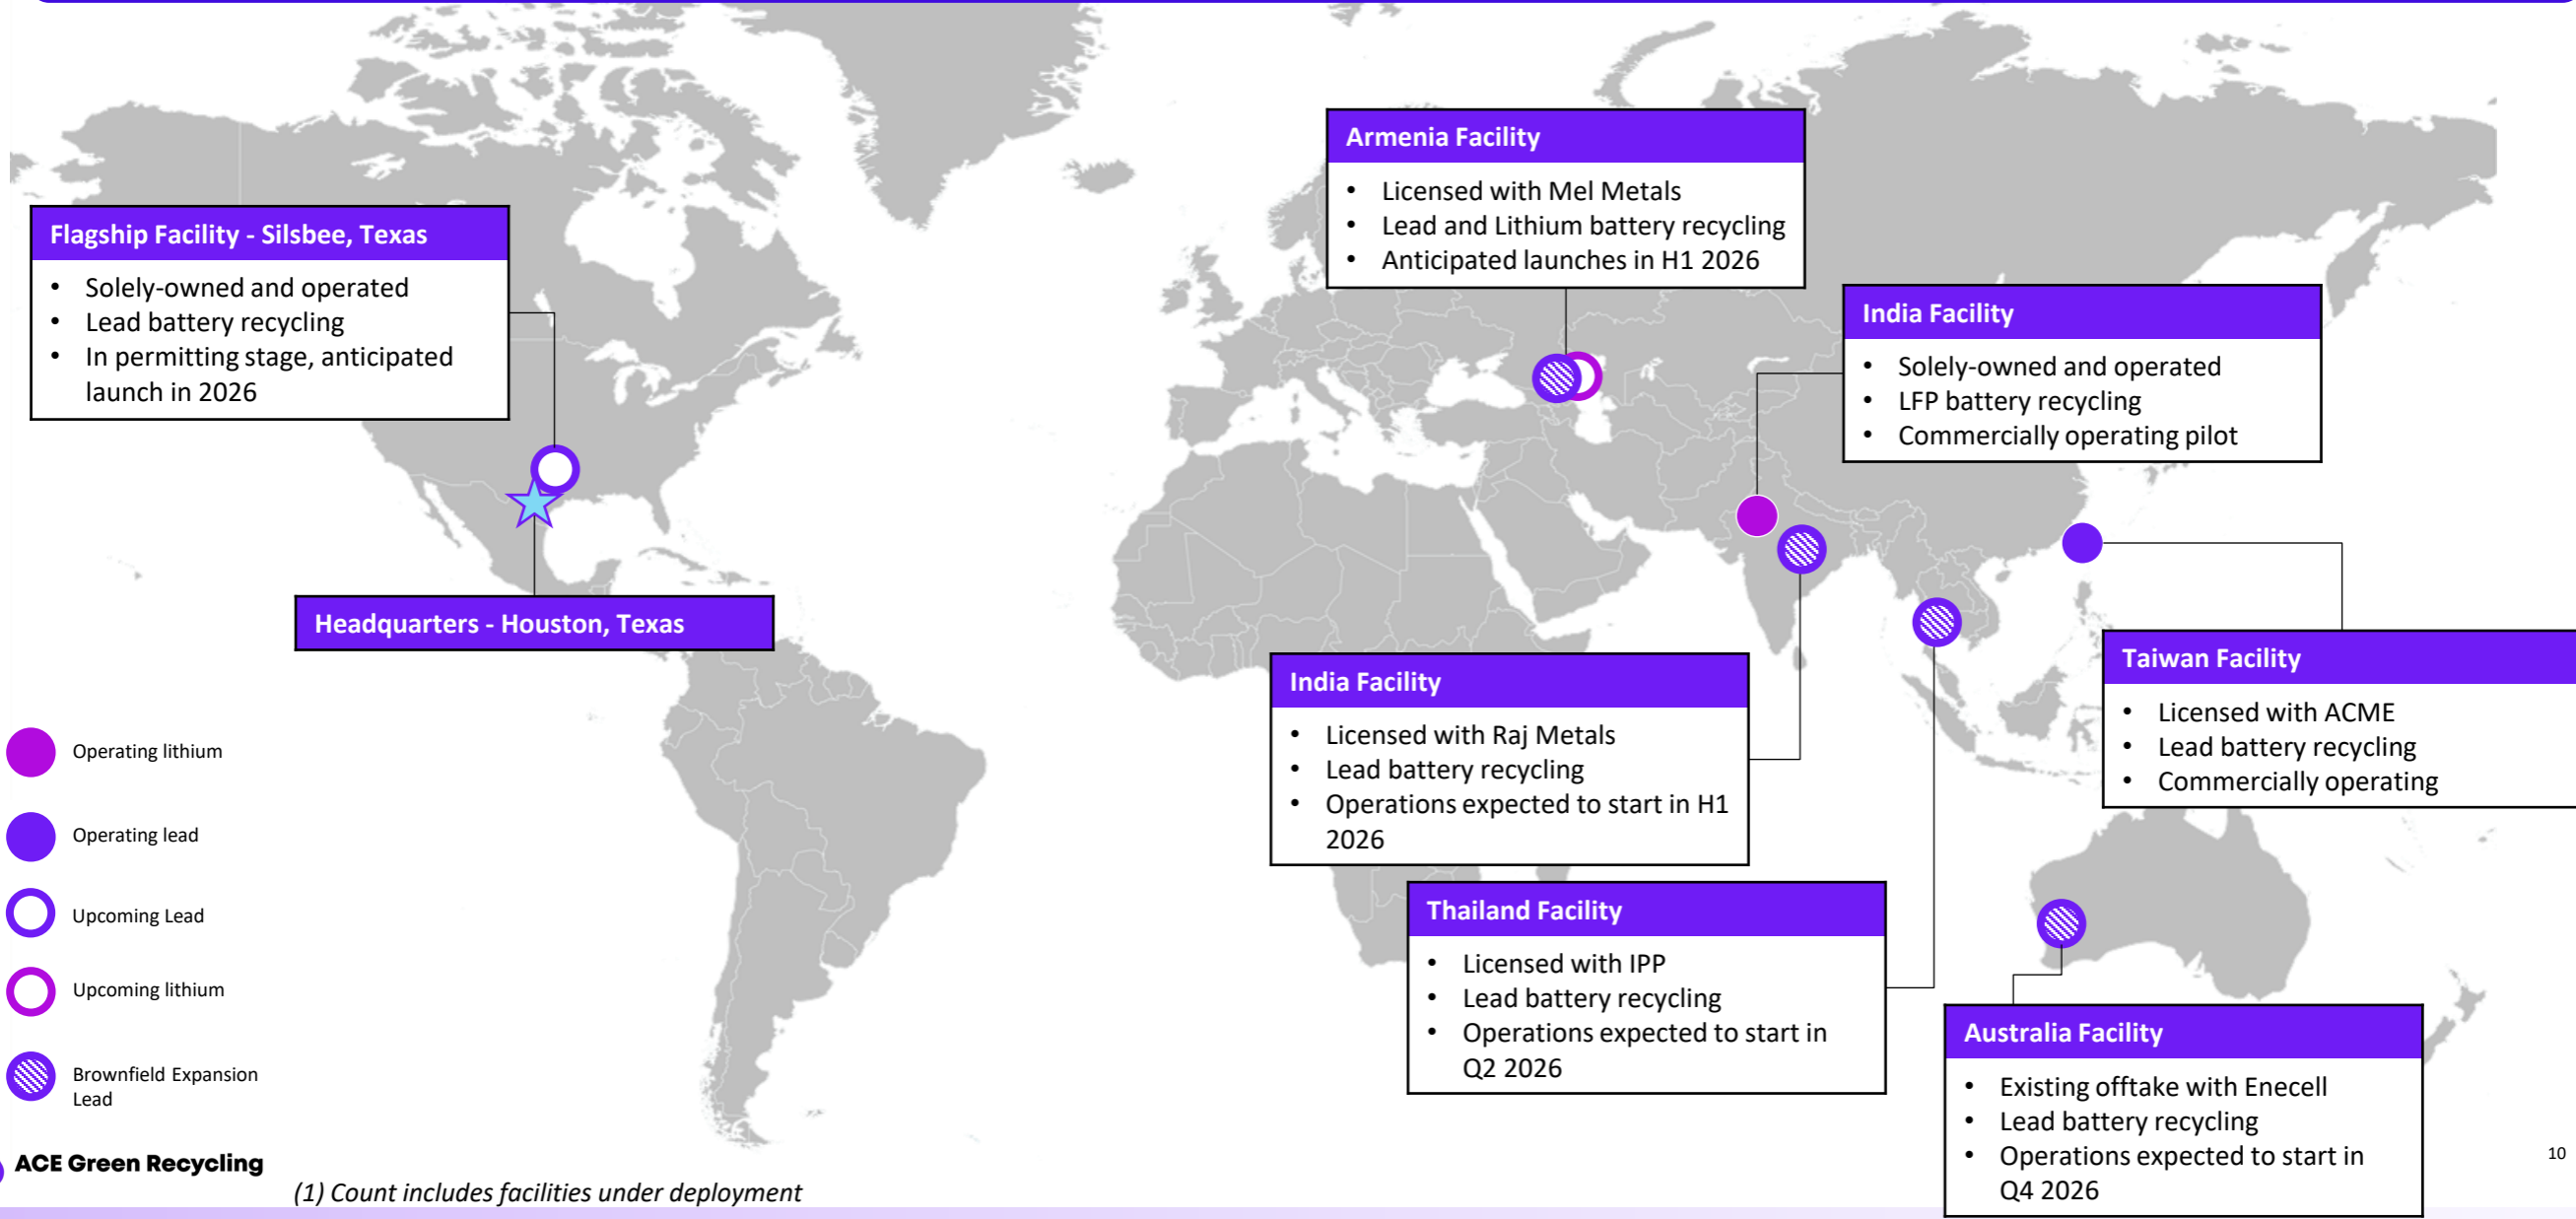 Flagship Facility - Silsbee, Texas
• Solely-owned and operated
• Lead battery recycling
• In permitting stage, anticipated
launch in 2026
Headquarters - Houston, Texas
Armenia Facility
• Licensed with Mel Metals
• Lead and Lithium battery recycling
• Anticipated launches in H1 2026
India Facility
• Solely-owned and operated
• LFP battery recycling
• Commercially operating pilot
India Facility
• Licensed with Raj Metals
• Lead battery recycling
• Operations expected to start in H1
2026
Taiwan Facility
• Licensed with ACME
• Lead battery recycling
• Commercially operating
Thailand Facility
• Licensed with IPP
• Lead battery recycling
• Operations expected to start in
Q2 2026
Australia Facility
• Existing offtake with Enecell
• Lead battery recycling
• Operations expected to start in
Q4 2026
Operating lithium
Operating lead
Upcoming Lead
Upcoming lithium
Brownfield Expansion
Lead
ACE Green Recycling
(1) Count includes facilities under deployment
10